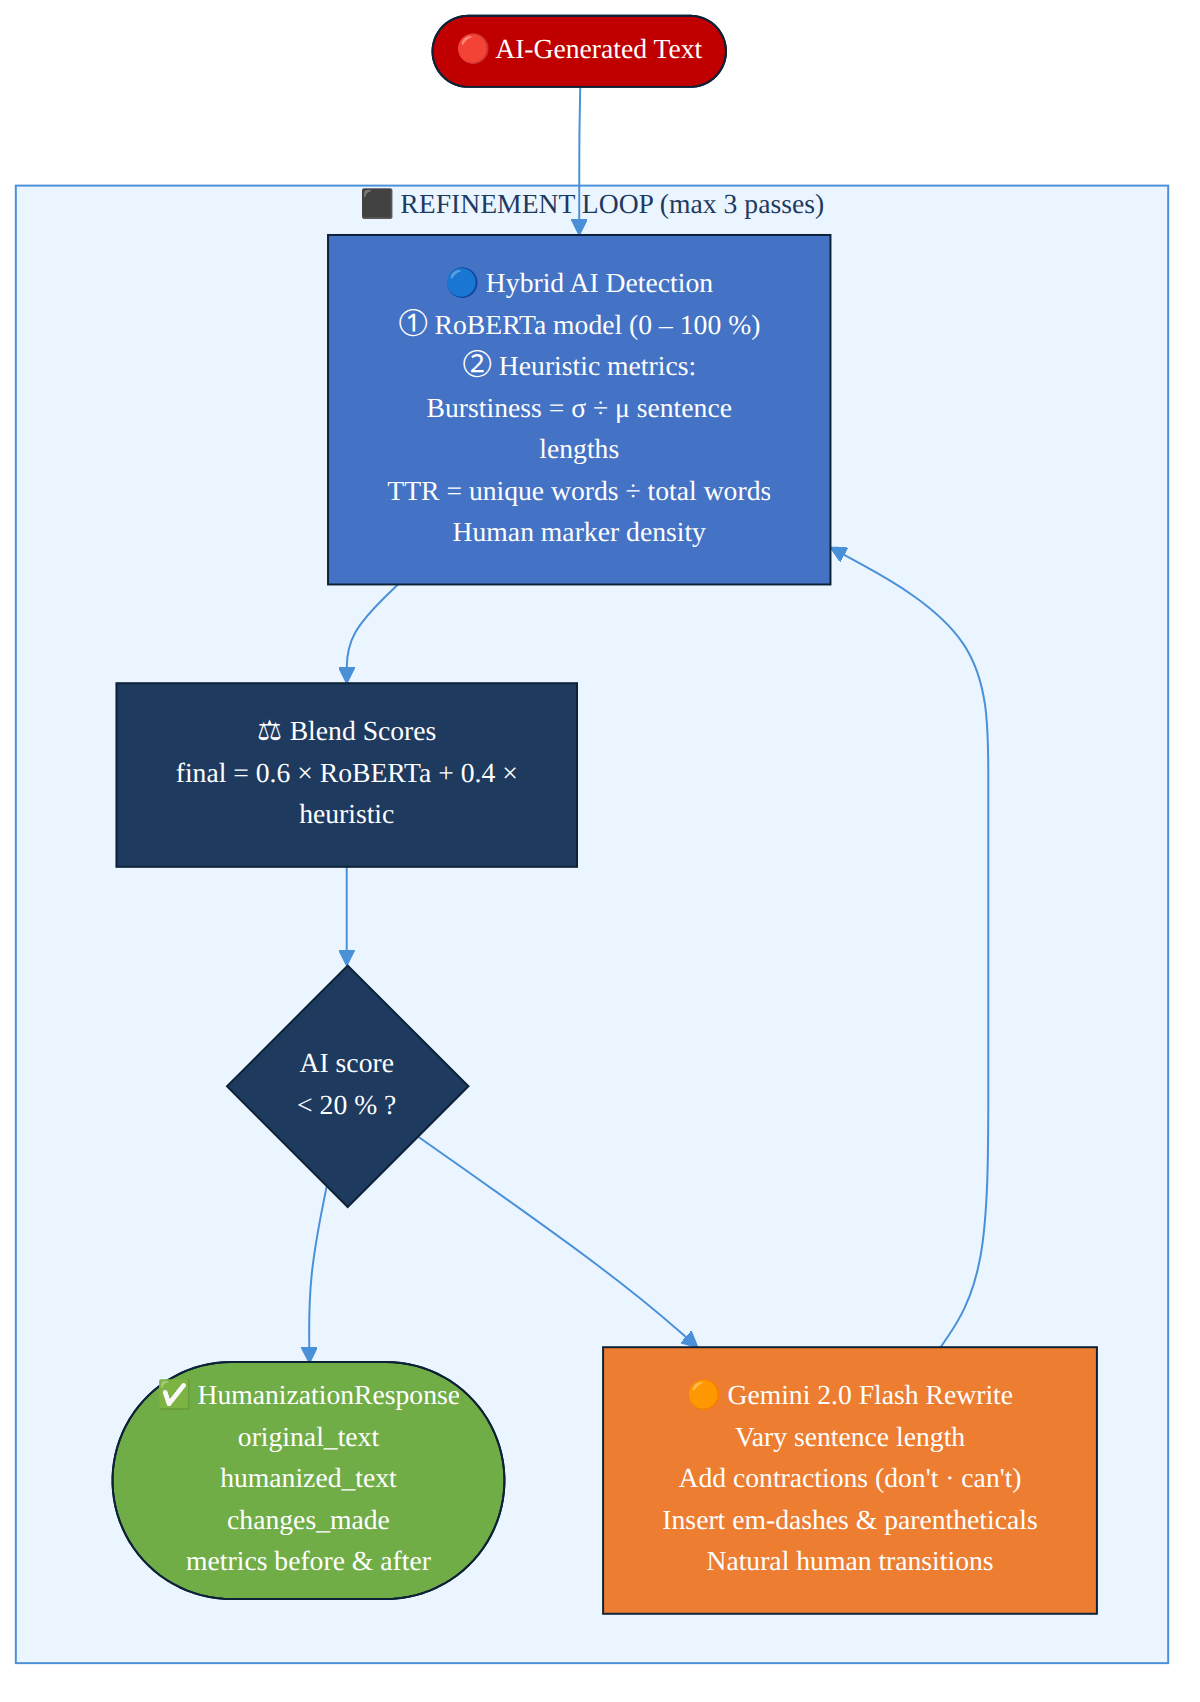 🔴 AI-Generated Text
⬛ REFINEMENT LOOP (max 3 passes)
🔵 Hybrid AI Detection
① RoBERTa model (0 – 100 %)
② Heuristic metrics:
Burstiness = σ ÷ μ sentence
lengths
TTR = unique words ÷ total words
Human marker density
⚖ Blend Scores
final = 0.6 × RoBERTa + 0.4 ×
heuristic
AI score
< 20 % ?
✅ HumanizationResponse
original_text
humanized_text
changes_made
metrics before & after
🟠 Gemini 2.0 Flash Rewrite
Vary sentence length
Add contractions (don't · can't)
Insert em-dashes & parentheticals
Natural human transitions